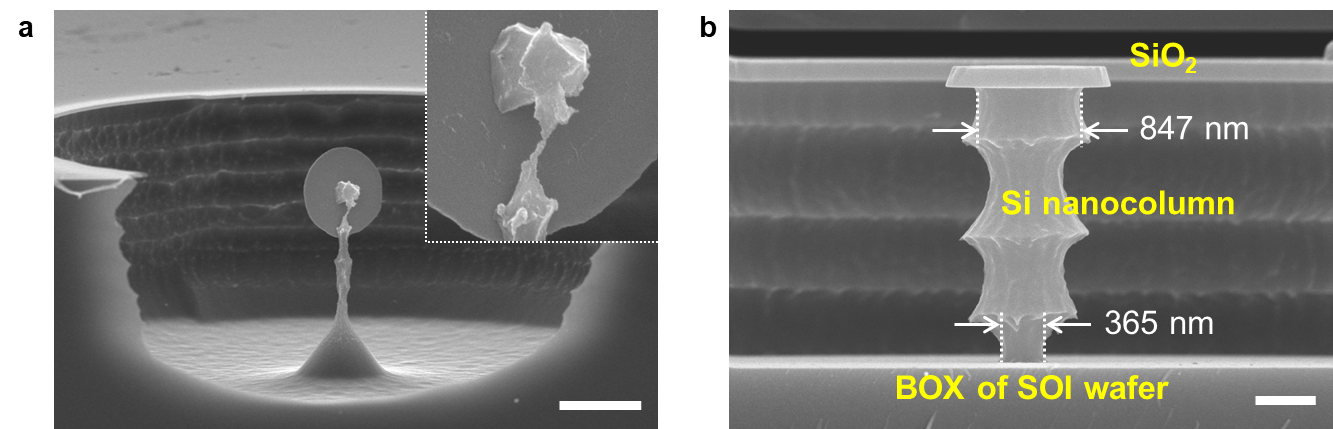 a
b
SiO₂
847 nm
Si nanocolumn
365 nm
BOX of SOI wafer